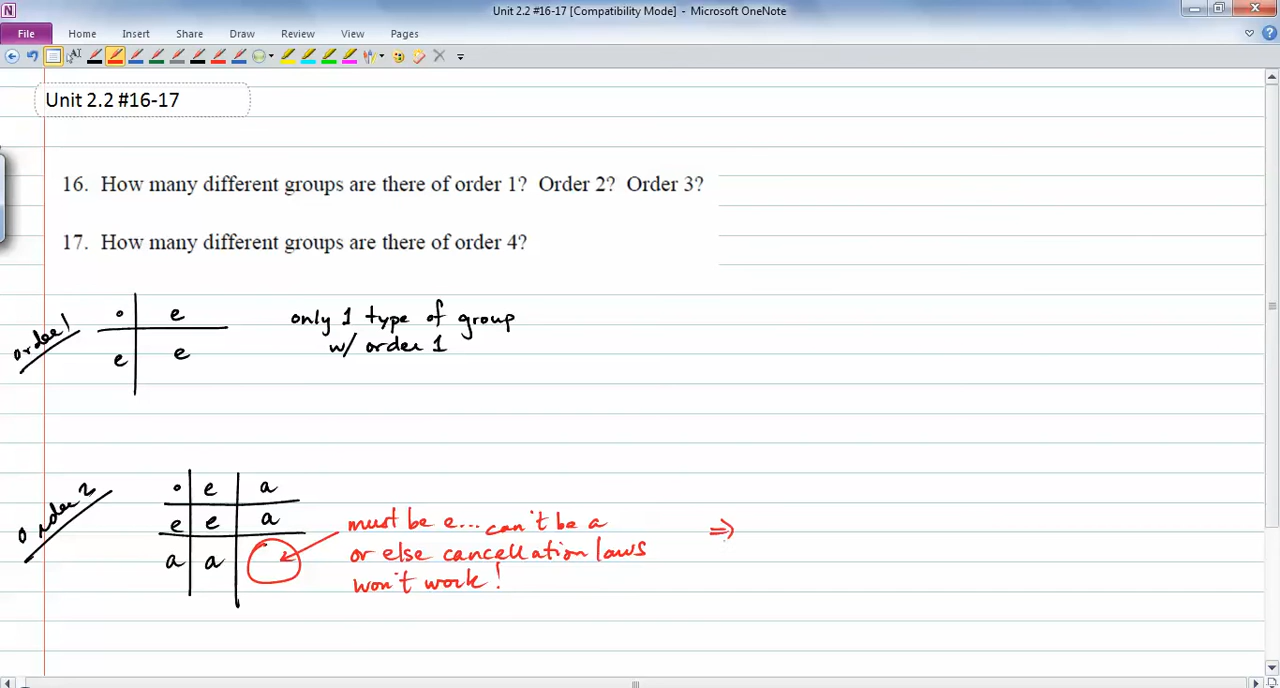 Unit 2.2 #16-17 [Compatibility Mode] - Microsoft OneNote
File Home Insert Share Draw Review View Pages
Unit 2.2 #16-17
16. How many different groups are there of order 1? Order 2? Order 3?
17. How many different groups are there of order 4?
order 1
∘ e
e e
only 1 type of group
w/ order 1
order 2
∘ e a
e e a
a a
must be e... can't be a
or else cancellation laws
won't work!
⇒